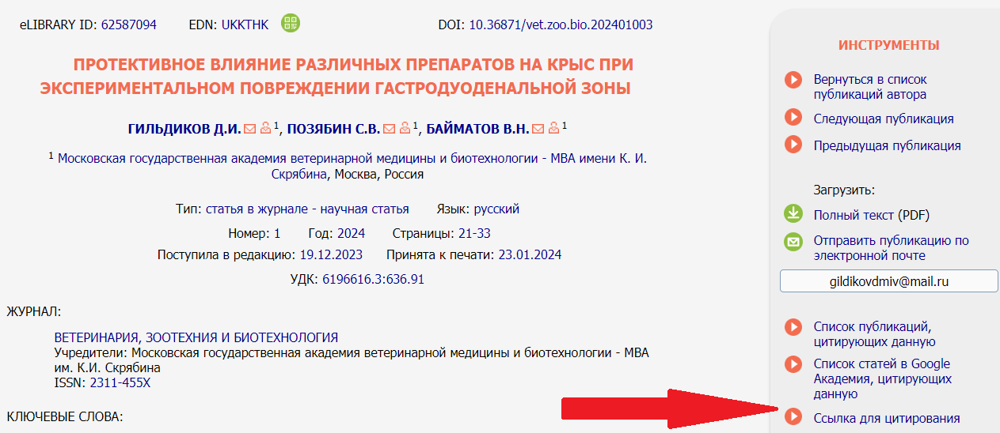 eLIBRARY ID: 62587094 EDN: UKKTHK DOI: 10.36871/vet.zoo.bio.202401003
ПРОТЕКТИВНОЕ ВЛИЯНИЕ РАЗЛИЧНЫХ ПРЕПАРАТОВ НА КРЫС ПРИ
ЭКСПЕРИМЕНТАЛЬНОМ ПОВРЕЖДЕНИИ ГАСТРОДУОДЕНАЛЬНОЙ ЗОНЫ
ГИЛЬДИКОВ Д.И. 1, ПОЗЯБИН С.В. 1, БАЙМАТОВ В.Н. 1
1 Московская государственная академия ветеринарной медицины и биотехнологии - МВА имени К. И.
Скрябина, Москва, Россия
Тип: статья в журнале - научная статья Язык: русский
Номер: 1 Год: 2024 Страницы: 21-33
Поступила в редакцию: 19.12.2023 Принята к печати: 23.01.2024
УДК: 6196616.3:636.91
ЖУРНАЛ:
ВЕТЕРИНАРИЯ, ЗООТЕХНИЯ И БИОТЕХНОЛОГИЯ
Учредители: Московская государственная академия ветеринарной медицины и биотехнологии - МВА
им. К.И. Скрябина
ISSN: 2311-455X
КЛЮЧЕВЫЕ СЛОВА:
ИНСТРУМЕНТЫ
Вернуться в список
публикаций автора
Следующая публикация
Предыдущая публикация
Загрузить:
Полный текст (PDF)
Отправить публикацию по
электронной почте
gildikovdmiv@mail.ru
Список публикаций,
цитирующих данную
Список статей в Google
Академия, цитирующих
данную
Ссылка для цитирования